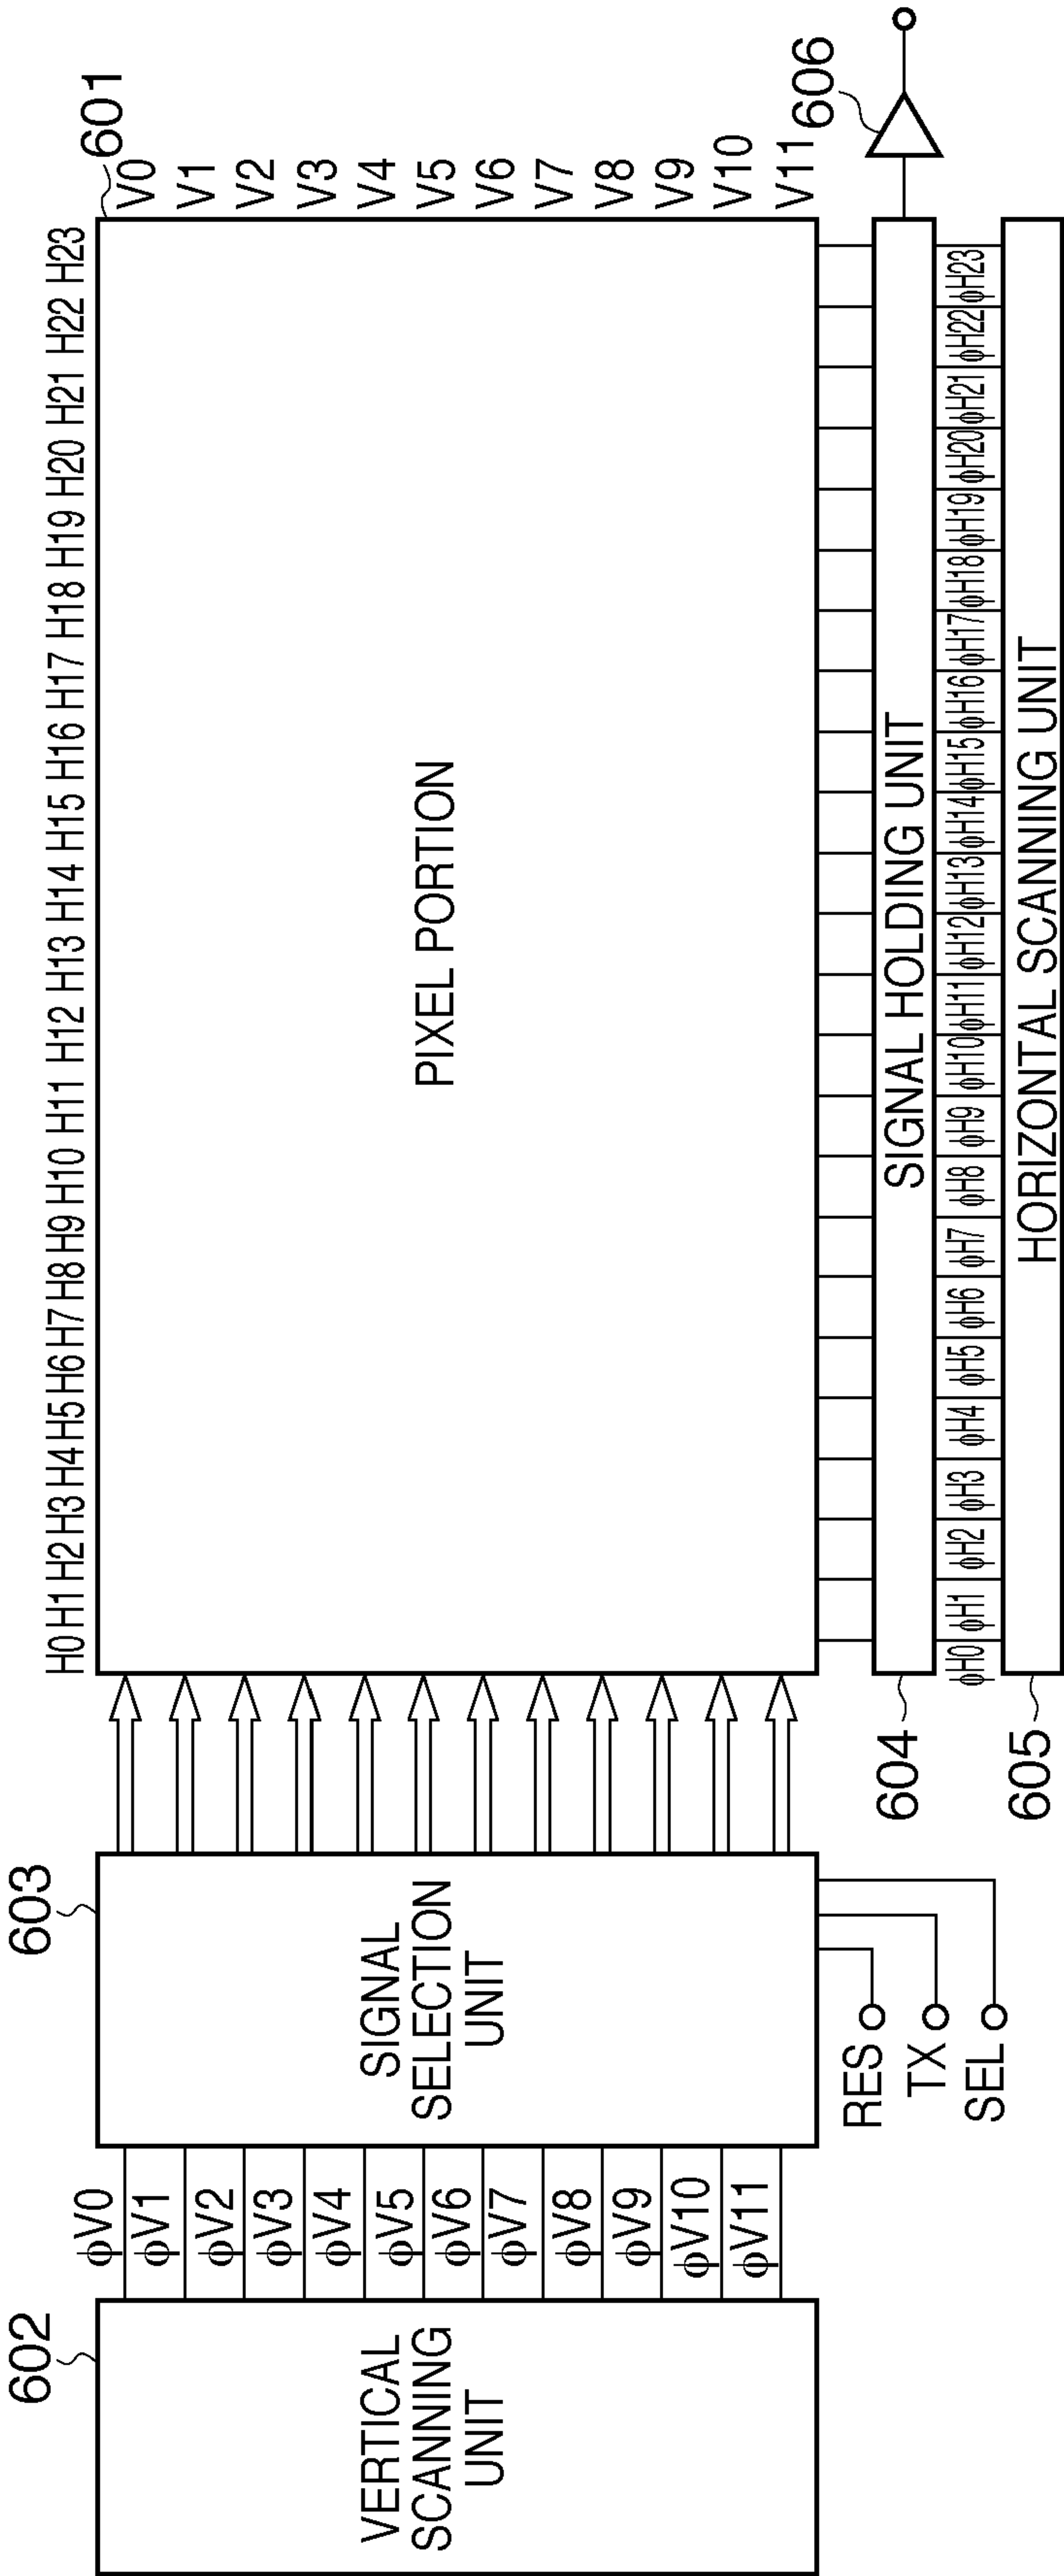 602
603
601
H0 H1 H2 H3 H4 H5 H6 H7 H8 H9 H10 H11 H12 H13 H14 H15 H16 H17 H18 H19 H20 H21 H22 H23
VERTICAL
SCANNING
UNIT
ϕV0
ϕV1
ϕV2
ϕV3
ϕV4
ϕV5
ϕV6
ϕV7
ϕV8
ϕV9
ϕV10
ϕV11
SIGNAL
SELECTION
UNIT
PIXEL PORTION
V0
V1
V2
V3
V4
V5
V6
V7
V8
V9
V10
V11
RES
TX
SEL
606
604
SIGNAL HOLDING UNIT
ϕH0 ϕH1 ϕH2 ϕH3 ϕH4 ϕH5 ϕH6 ϕH7 ϕH8 ϕH9 ϕH10 ϕH11 ϕH12 ϕH13 ϕH14 ϕH15 ϕH16 ϕH17 ϕH18 ϕH19 ϕH20 ϕH21 ϕH22 ϕH23
605
HORIZONTAL SCANNING UNIT